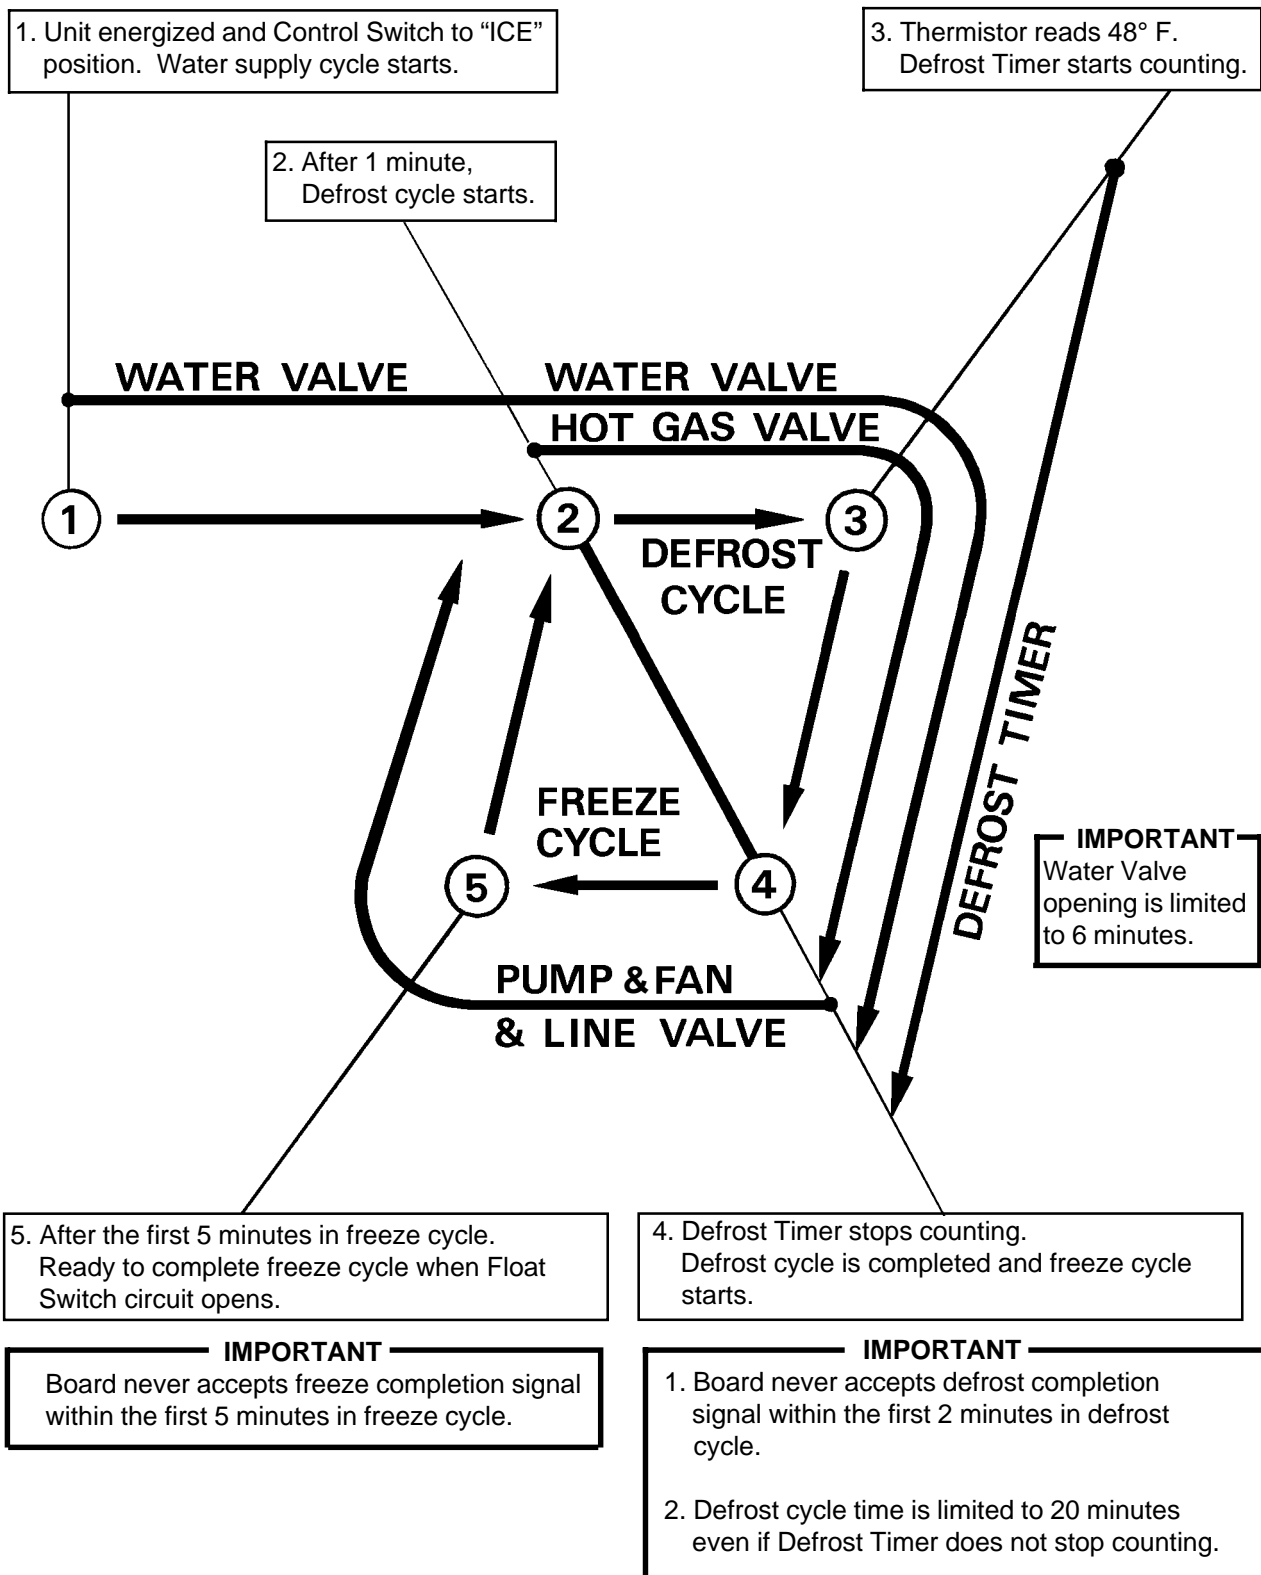 1. Unit energized and Control Switch to “ICE”
position. Water supply cycle starts.
3. Thermistor reads 48° F.
Defrost Timer starts counting.
2. After 1 minute,
Defrost cycle starts.
WATER VALVE
WATER VALVE
HOT GAS VALVE
1
2
3
DEFROST
CYCLE
DEFROST TIMER
FREEZE
CYCLE
5
4
IMPORTANT
Water Valve
opening is limited
to 6 minutes.
PUMP & FAN
& LINE VALVE
5. After the first 5 minutes in freeze cycle.
Ready to complete freeze cycle when Float
Switch circuit opens.
4. Defrost Timer stops counting.
Defrost cycle is completed and freeze cycle
starts.
IMPORTANT
Board never accepts freeze completion signal
within the first 5 minutes in freeze cycle.
IMPORTANT
1. Board never accepts defrost completion
signal within the first 2 minutes in defrost
cycle.
2. Defrost cycle time is limited to 20 minutes
even if Defrost Timer does not stop counting.